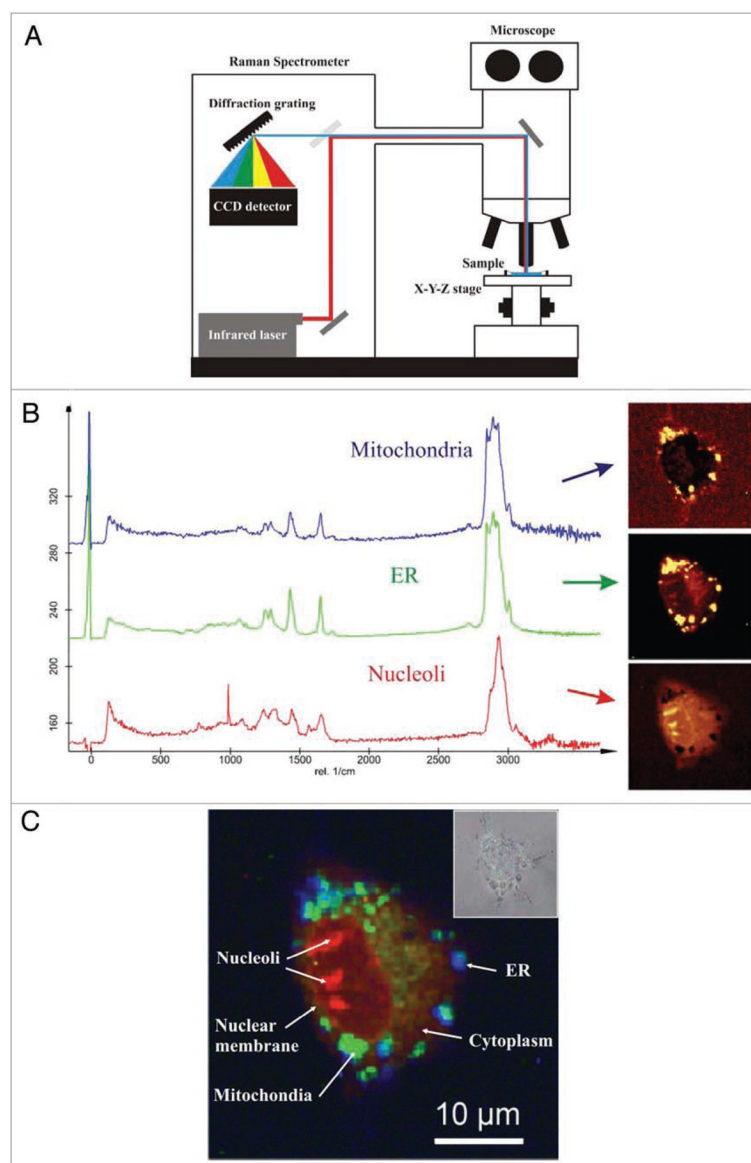 A
Microscope
Raman Spectrometer
Diffraction grating
CCD detector
Sample
X-Y-Z stage
Infrared laser
B
Mitochondria
320
280
ER
240
200
Nucleoli
160
0 500 1000 1500 2000 2500 3000
rel. 1/cm
C
Nucleoli
ER
Nuclear
membrane
Cytoplasm
Mitochondia
10 μm